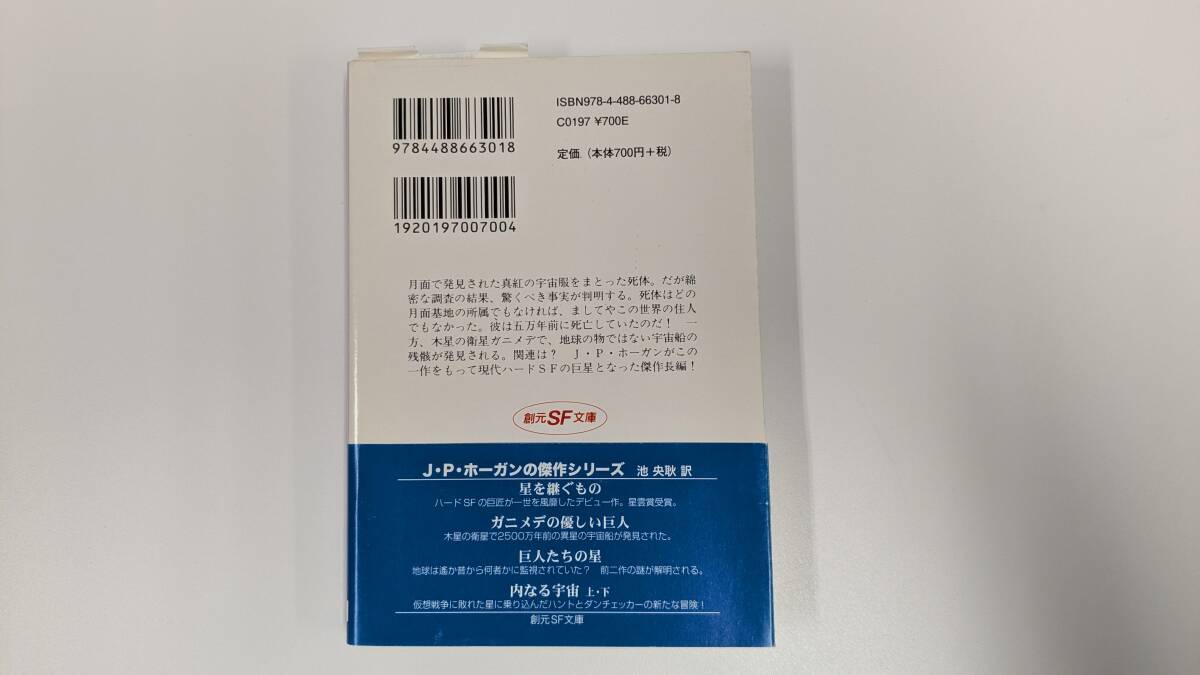 ISBN978-4-488-66301-8
C0197 ¥700E
定価 (本体700円+税)
9784488663018
1920197007004
月面で発見された真紅の宇宙服をまとった死体。だが綿
密な調査の結果、驚くべき事実が判明する。死体はどの
月面基地の所属でもなければ、ましてやこの世界の住人
でもなかった。彼は五万年前に死亡していたのだ！ 一
方、木星の衛星ガニメデで、地球の物ではない宇宙船の
残骸が発見される。関連は？ J・P・ホーガンがこの
一作をもって現代ハードSFの巨星となった傑作長編！
創元SF文庫
J・P・ホーガンの傑作シリーズ 池 央耿 訳
星を継ぐもの
ハードSFの巨匠が一世を風靡したデビュー作。星雲賞受賞。
ガニメデの優しい巨人
木星の衛星で2500万年前の異星の宇宙船が発見された。
巨人たちの星
地球は遙か昔から何者かに監視されていた？ 前二作の謎が解明される。
内なる宇宙 上・下
仮想戦争に敗れた星に乗り込んだハントとダンチェッカーの新たな冒険！
創元SF文庫